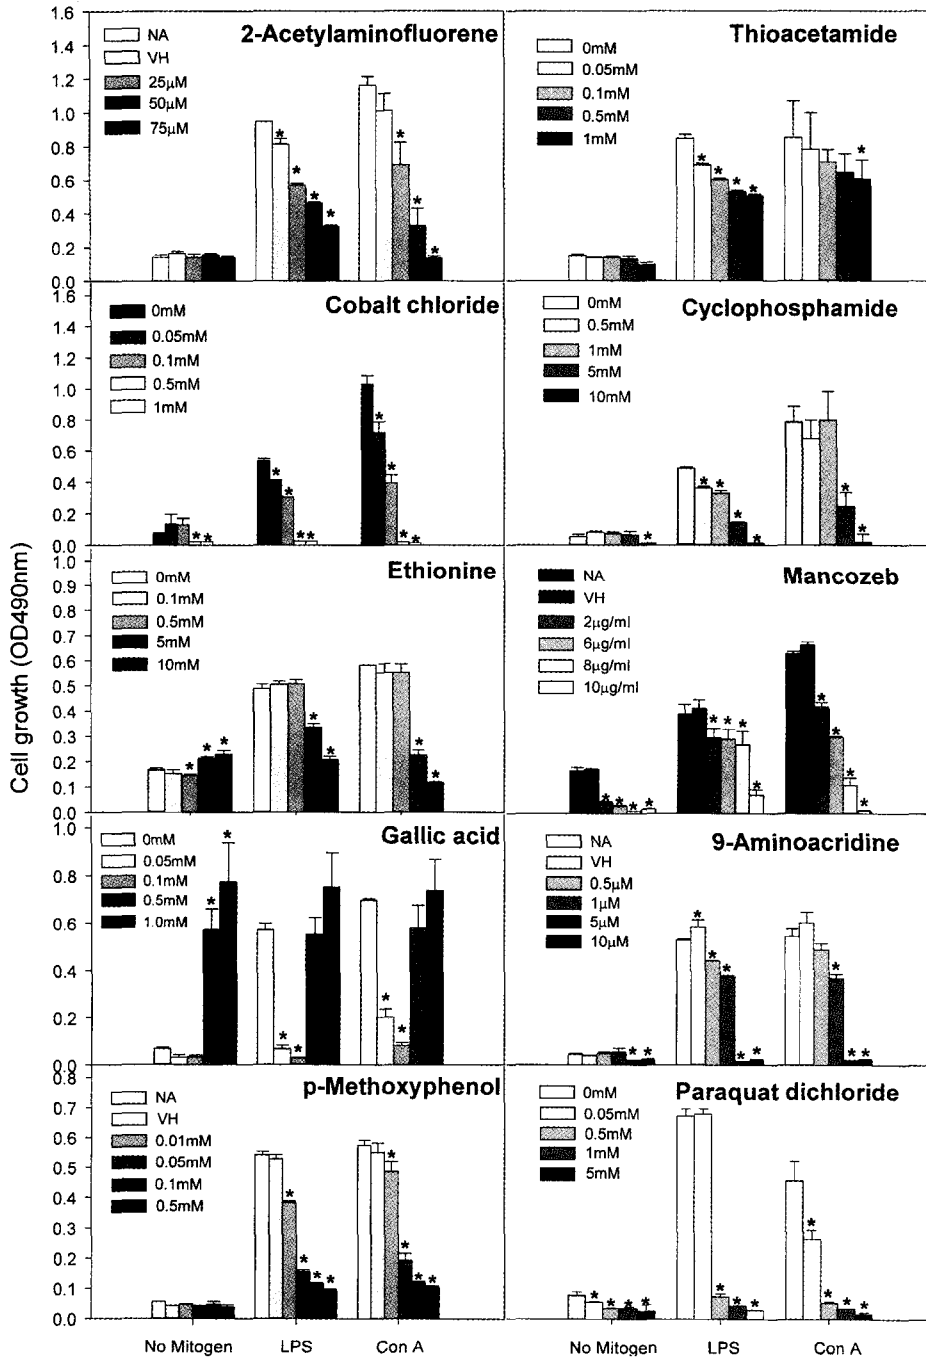 Cell growth (OD490nm)
2-Acetylaminofluorene
NA
VH
25μM
50μM
75μM
1.6
1.4
1.2
1.0
0.8
0.6
0.4
0.2
0.0
*
*
*
*
*
*
*
Thioacetamide
0mM
0.05mM
0.1mM
0.5mM
1mM
*
*
*
*
*
Cobalt chloride
0mM
0.05mM
0.1mM
0.5mM
1mM
1.6
1.4
1.2
1.0
0.8
0.6
0.4
0.2
0.0
* *
*
*
* *
*
*
* *
Cyclophosphamide
0mM
0.5mM
1mM
5mM
10mM
*
* *
*
*
*
*
Ethionine
0mM
0.1mM
0.5mM
5mM
10mM
1.0
0.9
0.8
0.7
0.6
0.5
0.4
0.3
0.2
0.1
0.0
*
*
*
*
*
*
*
Mancozeb
NA
VH
2μg/ml
6μg/ml
8μg/ml
10μg/ml
* * * *
* * *
*
*
*
*
*
Gallic acid
0mM
0.05mM
0.1mM
0.5mM
1.0mM
1.0
0.8
0.6
0.4
0.2
0.0
*
*
*
*
*
*
9-Aminoacridine
NA
VH
0.5μM
1μM
5μM
10μM
* *
*
*
*
* *
*
* *
p-Methoxyphenol
NA
VH
0.01mM
0.05mM
0.1mM
0.5mM
0.8
0.7
0.6
0.5
0.4
0.3
0.2
0.1
0.0
*
*
*
*
*
*
*
*
Paraquat dichloride
0mM
0.05mM
0.5mM
1mM
5mM
* * * *
*
*
*
*
*
*
*
No Mitogen LPS Con A
No Mitogen LPS Con A